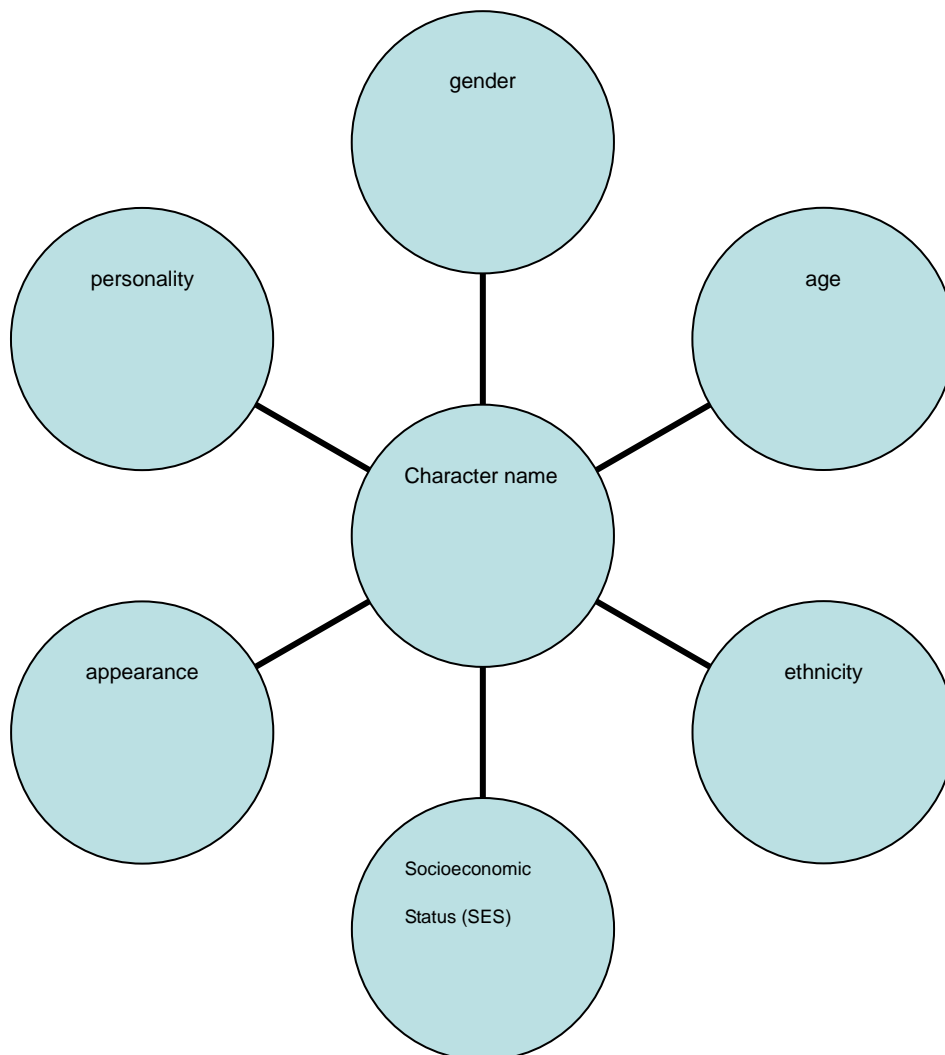 gender
personality
age
Character name
appearance
ethnicity
Socioeconomic
Status (SES)